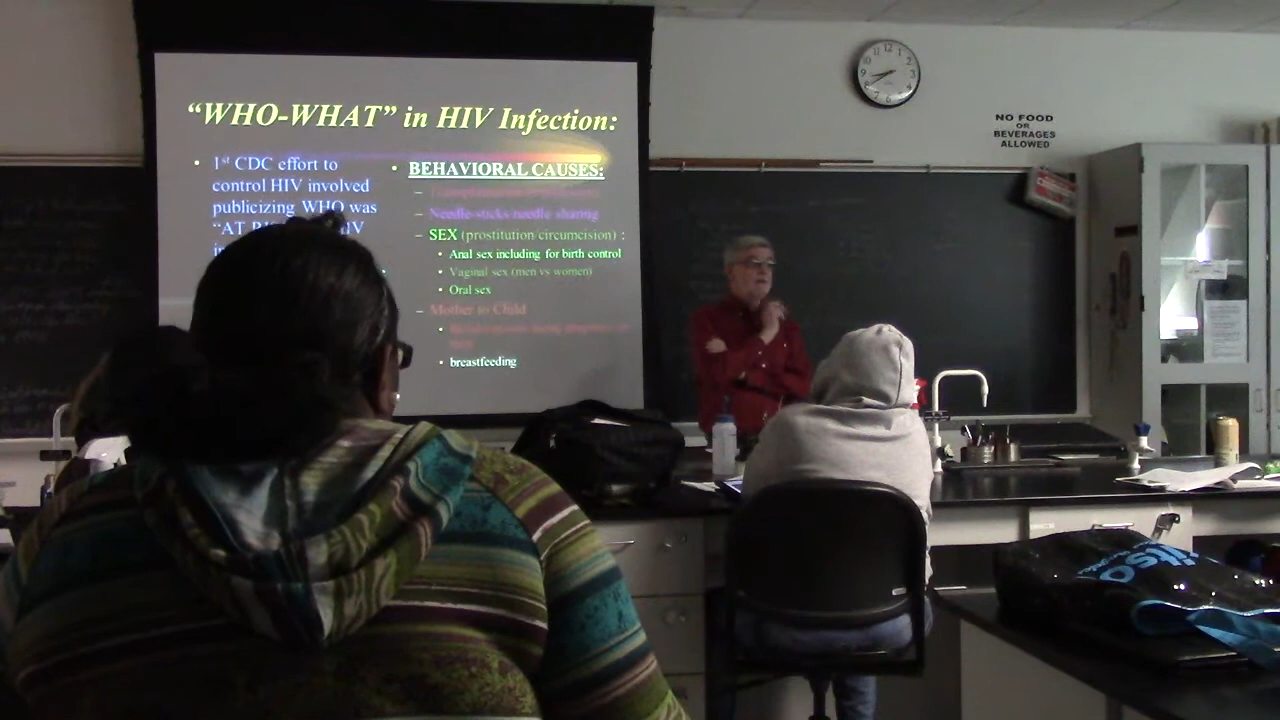 “WHO-WHAT” in HIV Infection:
• 1st CDC effort to
control HIV involved
publicizing WHO was
“AT
• BEHAVIORAL CAUSES:
– Needle-sticks/needle sharing
– SEX (prostitution/circumcision) :
• Anal sex including for birth control
• Vaginal sex (men vs women)
• Oral sex
– Mother to Child
• breastfeeding
12
NO FOOD
OR
BEVERAGES
ALLOWED